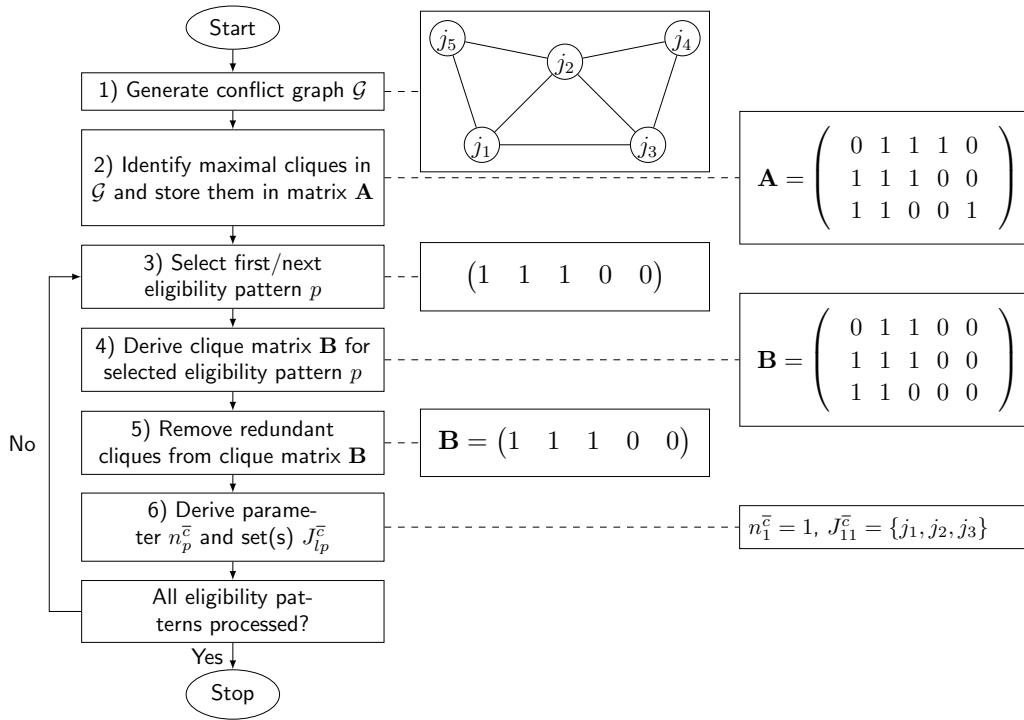 Start
1) Generate conflict graph 𝒢
j₅
j₄
j₂
j₁
j₃
2) Identify maximal cliques in
𝒢 and store them in matrix A
A = ( 0 1 1 1 0
1 1 1 0 0
1 1 0 0 1 )
3) Select first/next
eligibility pattern p
(1 1 1 0 0)
4) Derive clique matrix B for
selected eligibility pattern p
B = ( 0 1 1 0 0
1 1 1 0 0
1 1 0 0 0 )
5) Remove redundant
cliques from clique matrix B
B = (1 1 1 0 0)
No
6) Derive parame-
ter n_p^{c̅} and set(s) J_{lp}^{c̅}
n_1^{c̅} = 1, J_{11}^{c̅} = {j₁, j₂, j₃}
All eligibility pat-
terns processed?
Yes
Stop